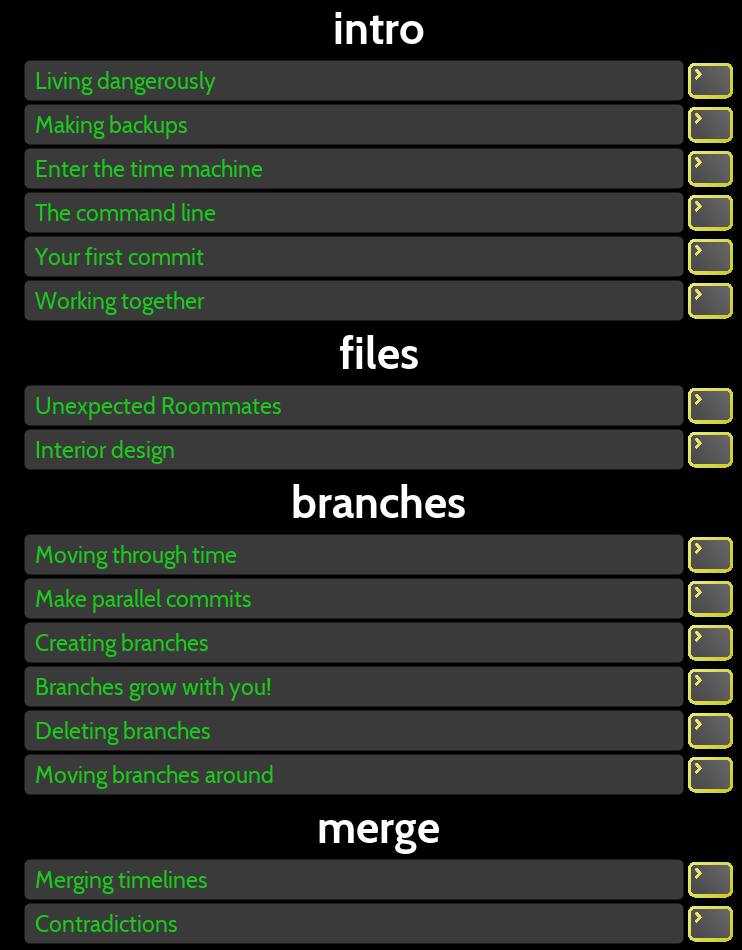 intro
Living dangerously
Making backups
Enter the time machine
The command line
Your first commit
Working together
files
Unexpected Roommates
Interior design
branches
Moving through time
Make parallel commits
Creating branches
Branches grow with you!
Deleting branches
Moving branches around
merge
Merging timelines
Contradictions